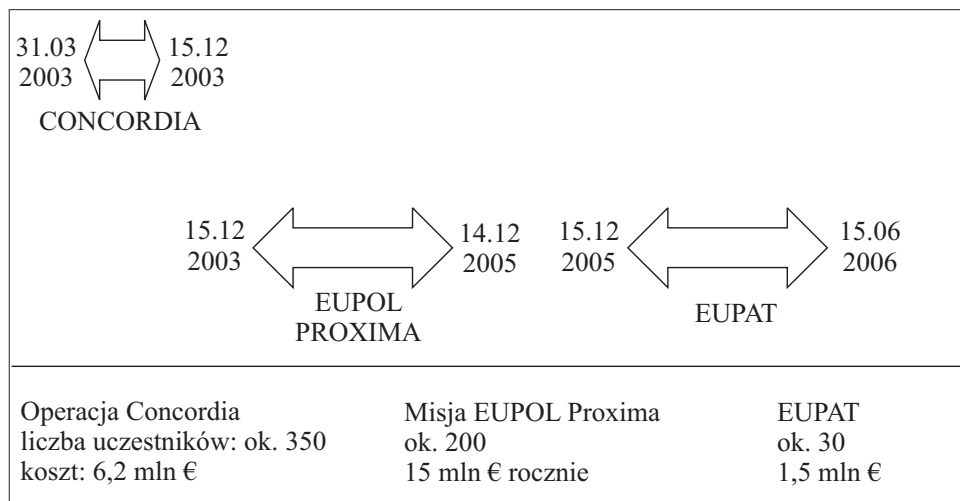 31.03 15.12
2003 2003
CONCORDIA
15.12 14.12 15.12 15.06
2003 2005 2005 2006
EUPOL
PROXIMA
EUPAT
Operacja Concordia Misja EUPOL Proxima EUPAT
liczba uczestników: ok. 350 ok. 200 ok. 30
koszt: 6,2 mln € 15 mln € rocznie 1,5 mln €